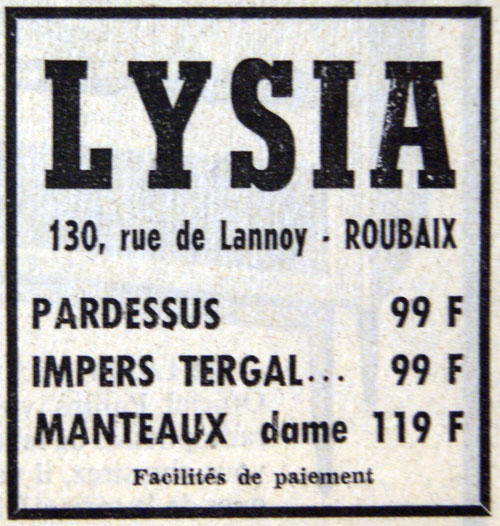 LYSIA
130, rue de Lannoy - ROUBAIX
PARDESSUS 99 F
IMPERS TERGAL... 99 F
MANTEAUX dame 119 F
Facilités de paiement